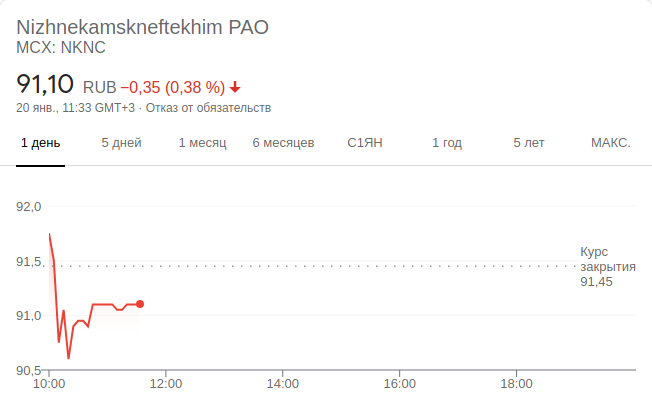 Nizhnekamskneftekhim PAO
MCX: NKNC
91,10 RUB −0,35 (0,38 %)
20 янв., 11:33 GMT+3 · Отказ от обязательств
1 день 5 дней 1 месяц 6 месяцев С1ЯН 1 год 5 лет МАКС.
92,0
91,5
91,0
90,5
Курс
закрытия
91,45
10:00 12:00 14:00 16:00 18:00